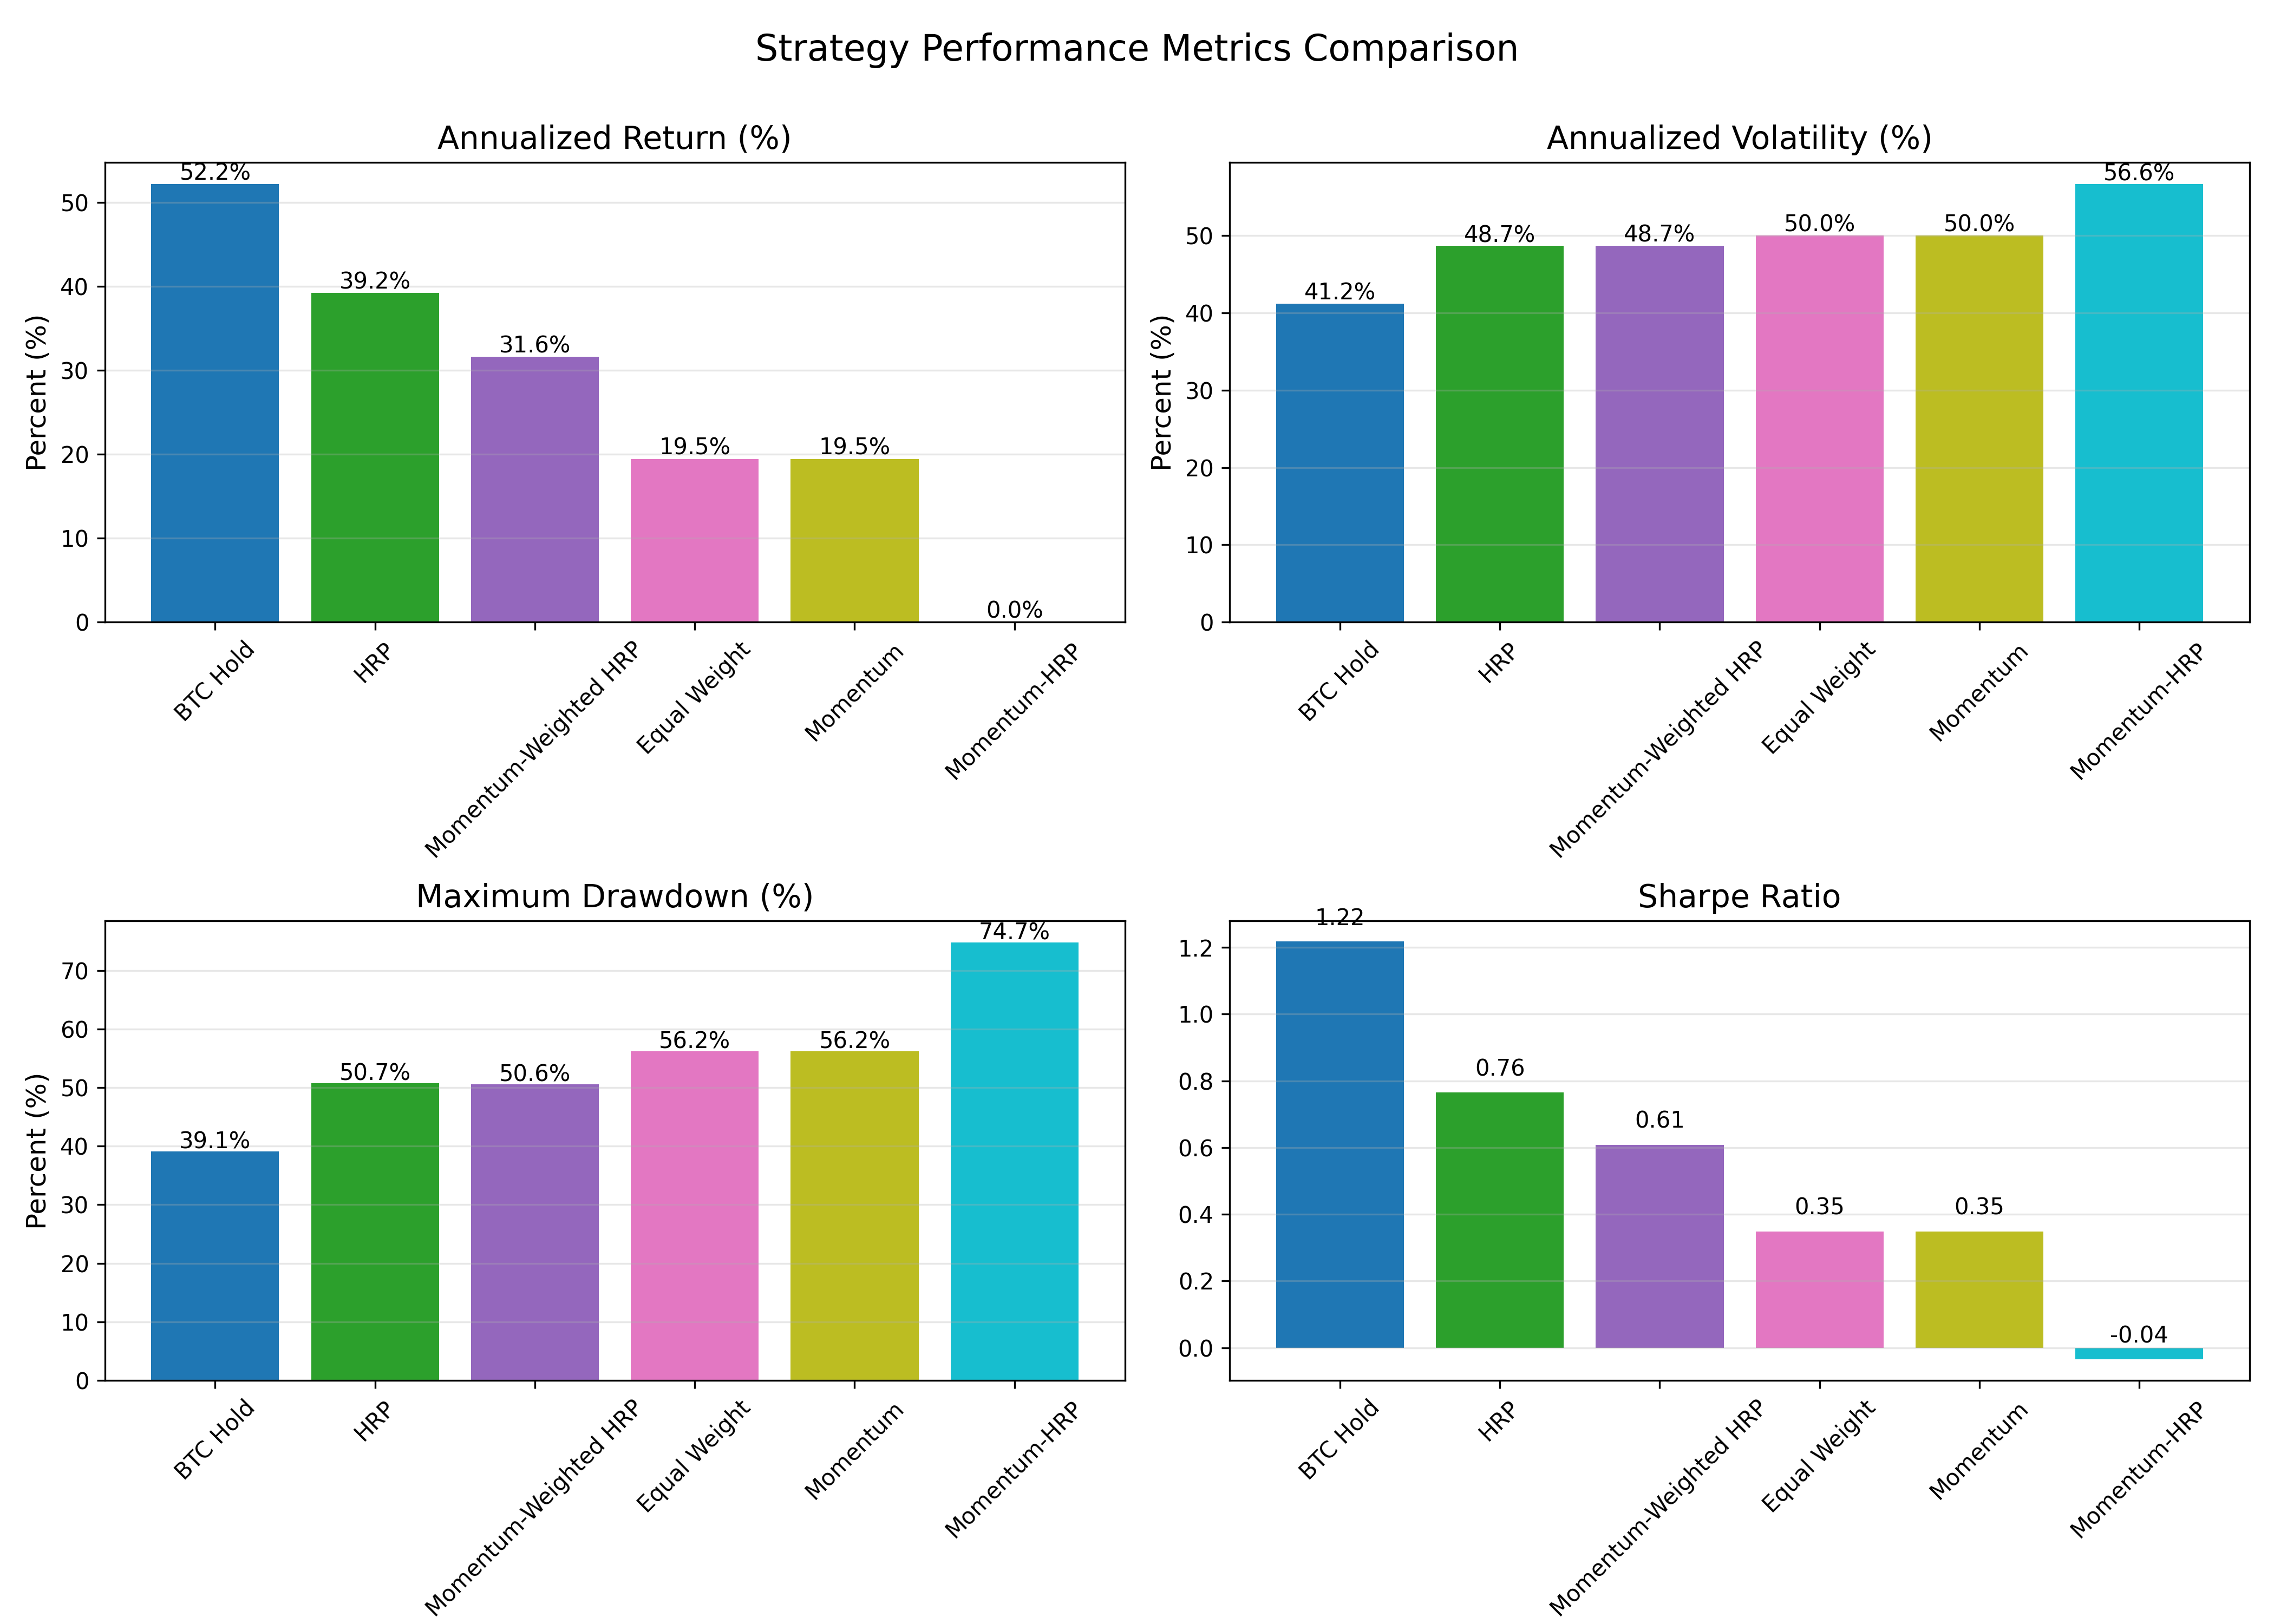 Strategy Performance Metrics Comparison
Annualized Return (%)
Percent (%)
50
40
30
20
10
0
52.2%
39.2%
31.6%
19.5%
19.5%
0.0%
BTC Hold
HRP
Momentum-Weighted HRP
Equal Weight
Momentum
Momentum-HRP
Annualized Volatility (%)
Percent (%)
50
40
30
20
10
0
41.2%
48.7%
48.7%
50.0%
50.0%
56.6%
BTC Hold
HRP
Momentum-Weighted HRP
Equal Weight
Momentum
Momentum-HRP
Maximum Drawdown (%)
Percent (%)
70
60
50
40
30
20
10
0
39.1%
50.7%
50.6%
56.2%
56.2%
74.7%
BTC Hold
HRP
Momentum-Weighted HRP
Equal Weight
Momentum
Momentum-HRP
Sharpe Ratio
1.2
1.0
0.8
0.6
0.4
0.2
0.0
1.22
0.76
0.61
0.35
0.35
-0.04
BTC Hold
HRP
Momentum-Weighted HRP
Equal Weight
Momentum
Momentum-HRP